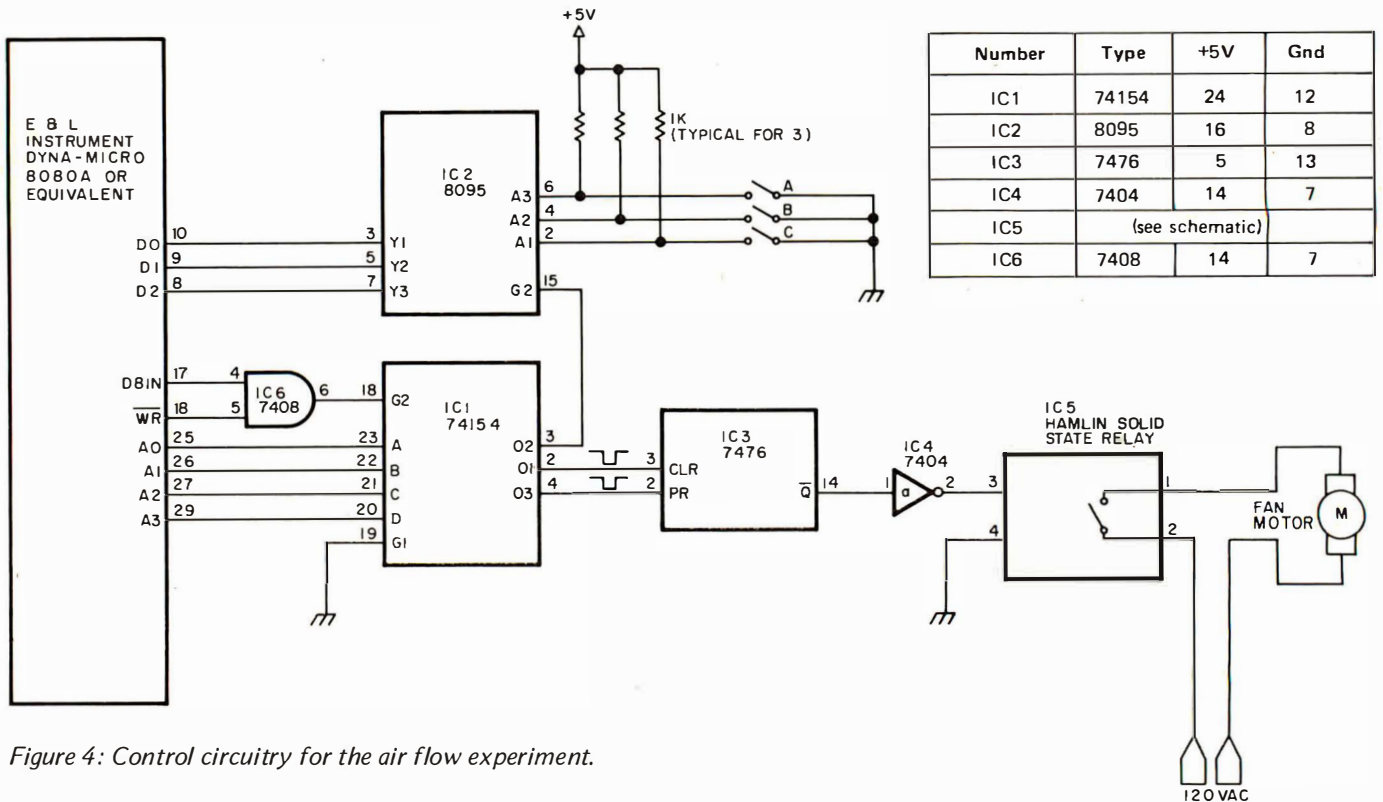 +5V
E & L
INSTRUMENT
DYNA-MICRO
8080A OR
EQUIVALENT
D0
10
D1
9
D2
8
3
Y1
5
Y2
7
Y3
IC2
8095
A3
6
A2
4
A1
2
G2
15
1K
(TYPICAL FOR 3)
A
B
C
Number Type +5V Gnd
IC1 74154 24 12
IC2 8095 16 8
IC3 7476 5 13
IC4 7404 14 7
IC5 (see schematic)
IC6 7408 14 7
DBIN
17
4
WR
18
5
IC6
7408
6
18
G2
A0
25
23
A
A1
26
22
B
A2
27
21
C
A3
29
20
D
19
G1
IC1
74154
O2
3
O1
2
O3
4
3
CLR
2
PR
IC3
7476
Q
14
IC4
7404
1
a
2
IC5
HAMLIN SOLID
STATE RELAY
3
4
1
2
FAN
MOTOR
M
120VAC
Figure 4: Control circuitry for the air flow experiment.